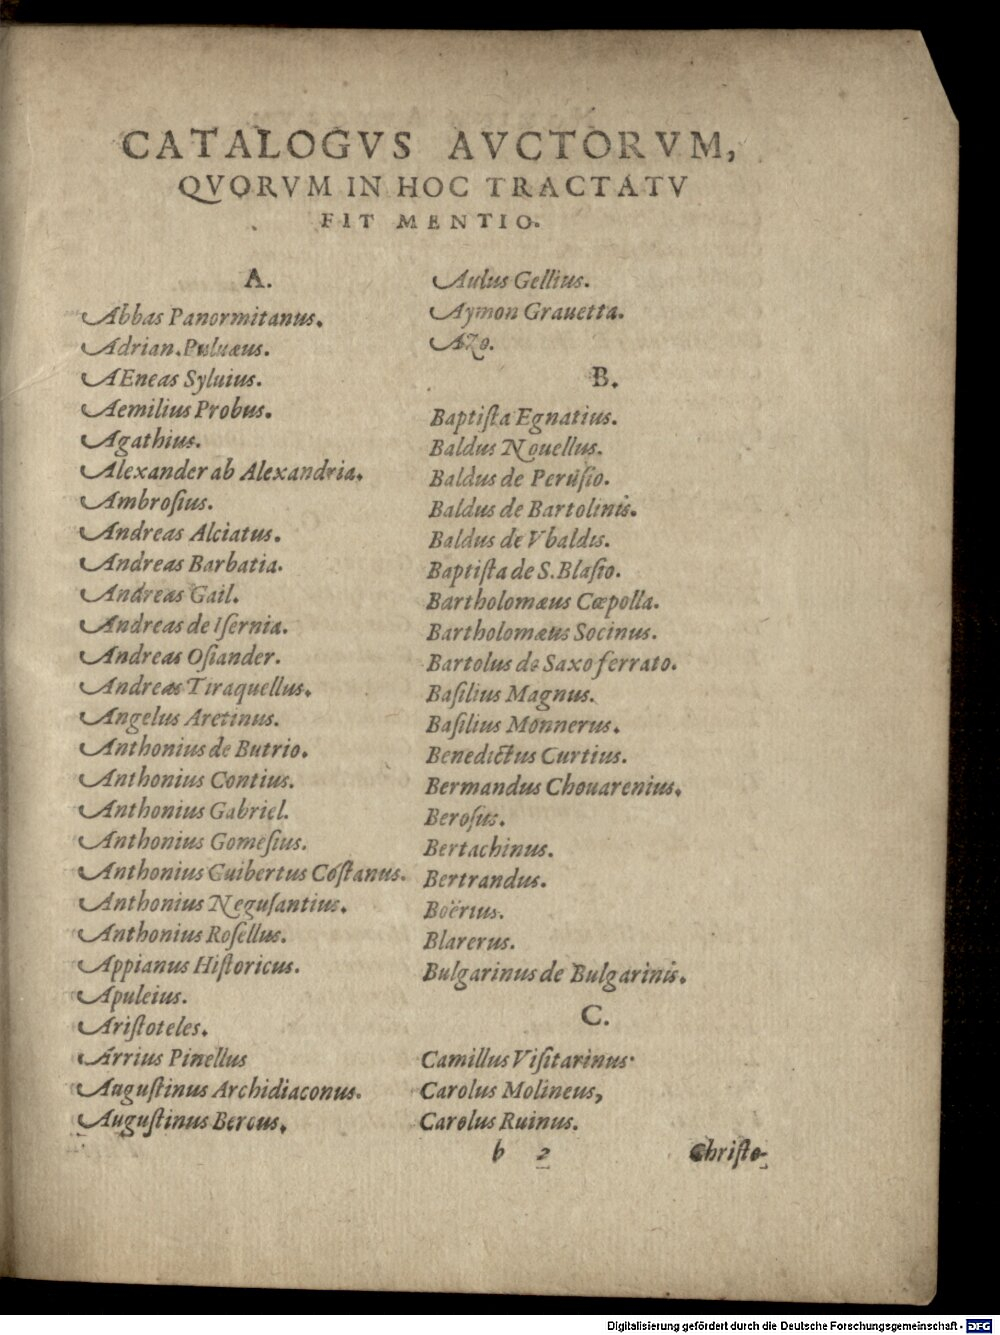 CATALOGVS AVCTORVM,
QVORVM IN HOC TRACTATV
FIT MENTIO.
A.
Abbas Panormitanus.
Adrian. Puluæus.
AEneas Syluius.
Aemilius Probus.
Agathius.
Alexander ab Alexandria.
Ambroſius.
Andreas Alciatus.
Andreas Barbatia.
Andreas Gail.
Andreas de Iſernia.
Andreas Oſiander.
Andreas Tiraquellus.
Angelus Aretinus.
Anthonius de Butrio.
Anthonius Contius.
Anthonius Gabriel.
Anthonius Gomeſius.
Anthonius Guibertus Coſtanus.
Anthonius Neguſantius.
Anthonius Roſellus.
Appianus Hiſtoricus.
Apuleius.
Ariſtoteles.
Arrius Pinellus
Auguſtinus Archidiaconus.
Auguſtinus Berous.
Aulus Gellius.
Aymon Grauetta.
Azo.
B.
Baptiſta Egnatius.
Baldus Nouellus.
Baldus de Peruſio.
Baldus de Bartolinis.
Baldus de Vbaldis.
Baptiſta de S. Blaſio.
Bartholomæus Cœpolla.
Bartholomæus Socinus.
Bartolus de Saxoferrato.
Baſilius Magnus.
Baſilius Monnerus.
Benedictus Curtius.
Bermandus Chouarenius.
Beroſus.
Bertachinus.
Bertrandus.
Boërius.
Blarerus.
Bulgarinus de Bulgarinis.
C.
Camillus Viſitarinus.
Carolus Molineus,
Carolus Ruinus.
b 2 Chriſto-
Digitalisierung gefördert durch die Deutsche Forschungsgemeinschaft - DFG